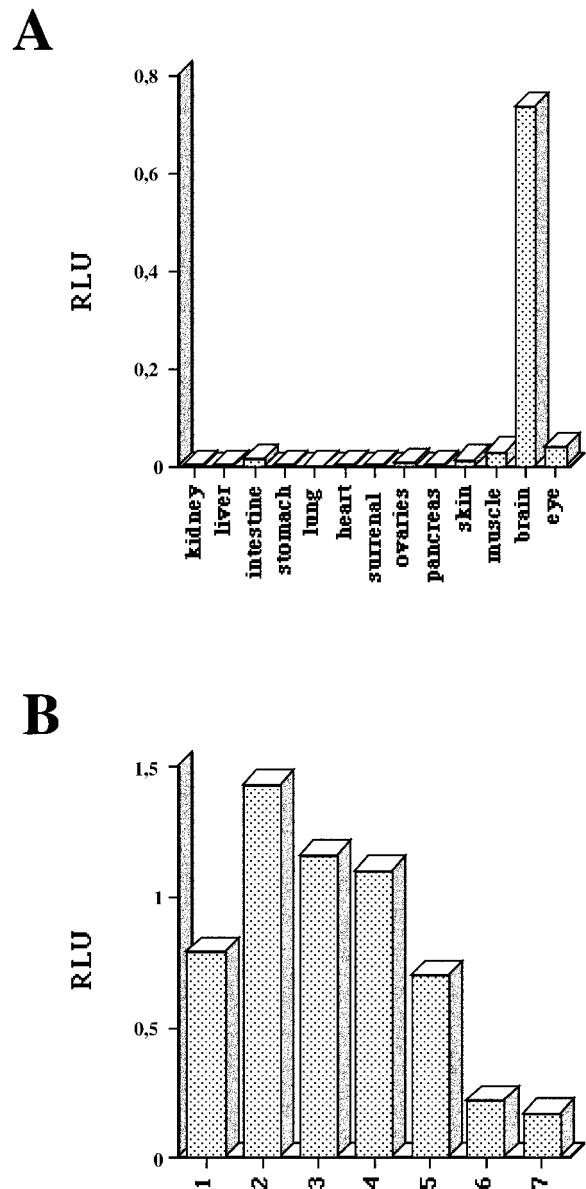 A
0,8
0,6
0,4
0,2
0
RLU
kidney
liver
intestine
stomach
lung
heart
surrenal
ovaries
pancreas
skin
muscle
brain
eye
B
1,5
1
0,5
0
RLU
1
2
3
4
5
6
7